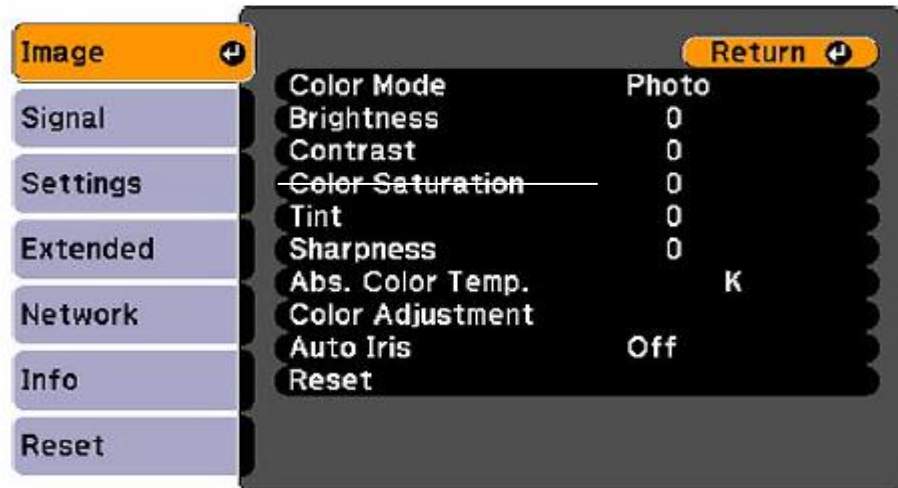 Image
Signal
Settings
Extended
Network
Info
Reset
Return
Color Mode Photo
Brightness 0
Contrast 0
Color Saturation 0
Tint 0
Sharpness 0
Abs. Color Temp. K
Color Adjustment
Auto Iris Off
Reset